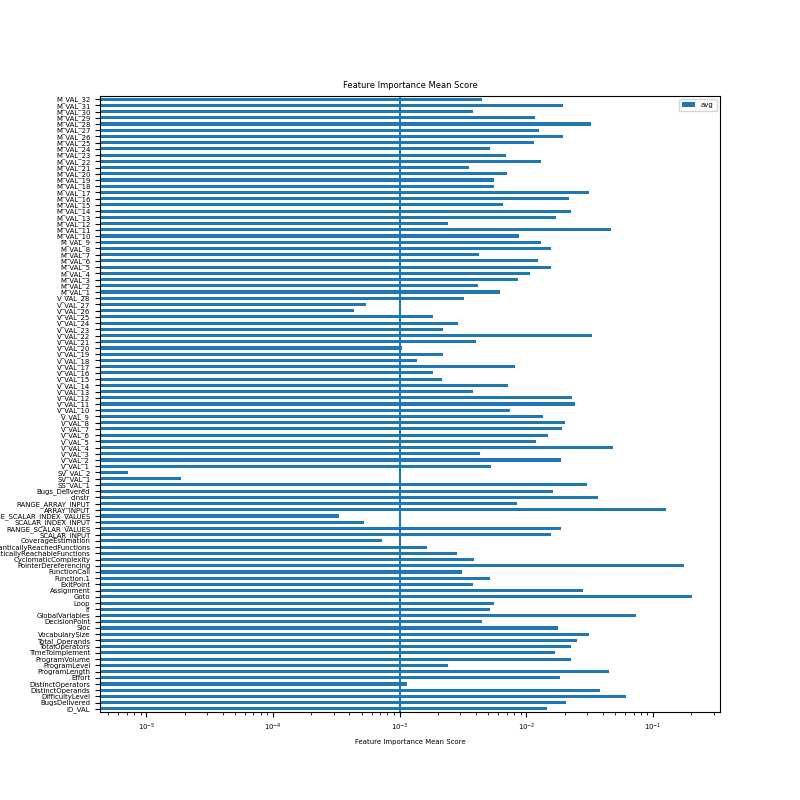 Feature Importance Mean Score
avg
M_VAL_32
M_VAL_31
M_VAL_30
M_VAL_29
M_VAL_28
M_VAL_27
M_VAL_26
M_VAL_25
M_VAL_24
M_VAL_23
M_VAL_22
M_VAL_21
M_VAL_20
M_VAL_19
M_VAL_18
M_VAL_17
M_VAL_16
M_VAL_15
M_VAL_14
M_VAL_13
M_VAL_12
M_VAL_11
M_VAL_10
M_VAL_9
M_VAL_8
M_VAL_7
M_VAL_6
M_VAL_5
M_VAL_4
M_VAL_3
M_VAL_2
M_VAL_1
V_VAL_28
V_VAL_27
V_VAL_26
V_VAL_25
V_VAL_24
V_VAL_23
V_VAL_22
V_VAL_21
V_VAL_20
V_VAL_19
V_VAL_18
V_VAL_17
V_VAL_16
V_VAL_15
V_VAL_14
V_VAL_13
V_VAL_12
V_VAL_11
V_VAL_10
V_VAL_9
V_VAL_8
V_VAL_7
V_VAL_6
V_VAL_5
V_VAL_4
V_VAL_3
V_VAL_2
V_VAL_1
SV_VAL_2
SV_VAL_1
SS_VAL_1
Bugs_Delivered
cinstr
RANGE_ARRAY_INPUT
ARRAY_INPUT
GE_SCALAR_INDEX_VALUES
SCALAR_INDEX_INPUT
RANGE_SCALAR_VALUES
SCALAR_INPUT
CoverageEstimation
anticallyReachedFunctions
ticallyReachableFunctions
CyclomaticComplexity
PointerDereferencing
FunctionCall
Function.1
ExitPoint
Assignment
Goto
Loop
If
GlobalVariables
DecisionPoint
Sloc
VocabularySize
Total_Operands
TotalOperators
TimeToImplement
ProgramVolume
ProgramLevel
ProgramLength
Effort
DistinctOperators
DistinctOperands
DifficultyLevel
BugsDelivered
ID_VAL
10⁻⁵ 10⁻⁴ 10⁻³ 10⁻² 10⁻¹
Feature Importance Mean Score